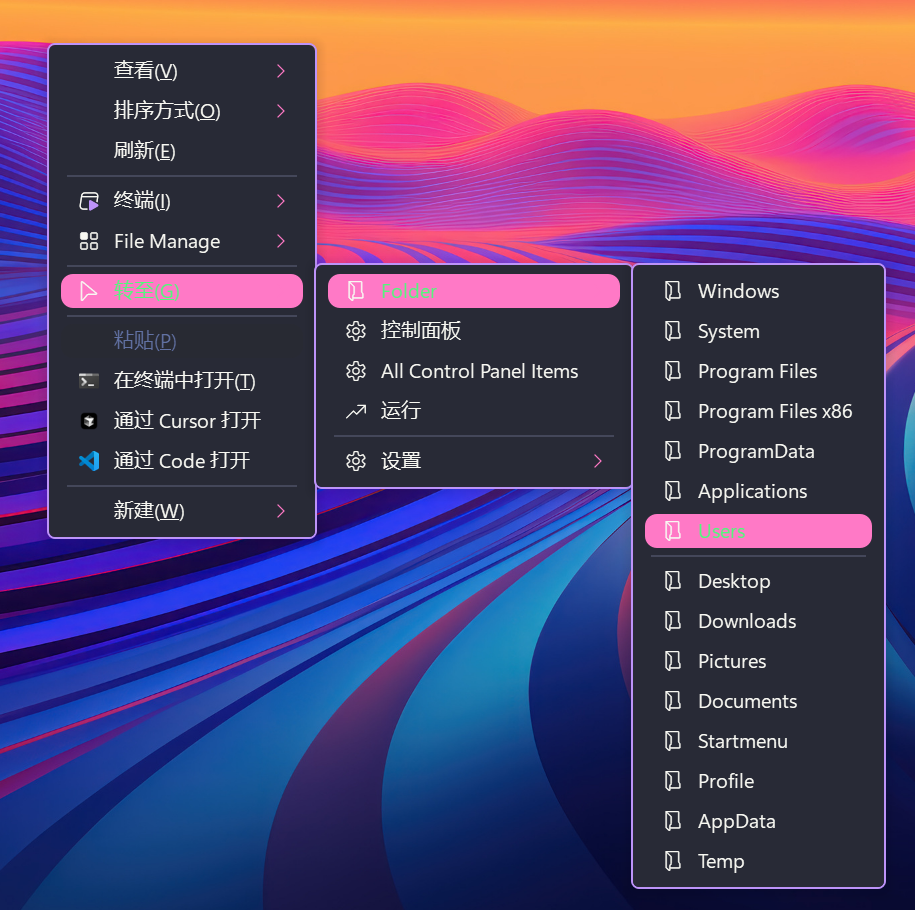 查看(V)
排序方式(O)
刷新(E)
终端(I)
File Manage
转至(G)
粘贴(P)
在终端中打开(T)
通过 Cursor 打开
通过 Code 打开
新建(W)
Folder
控制面板
All Control Panel Items
运行
设置
Windows
System
Program Files
Program Files x86
ProgramData
Applications
Users
Desktop
Downloads
Pictures
Documents
Startmenu
Profile
AppData
Temp